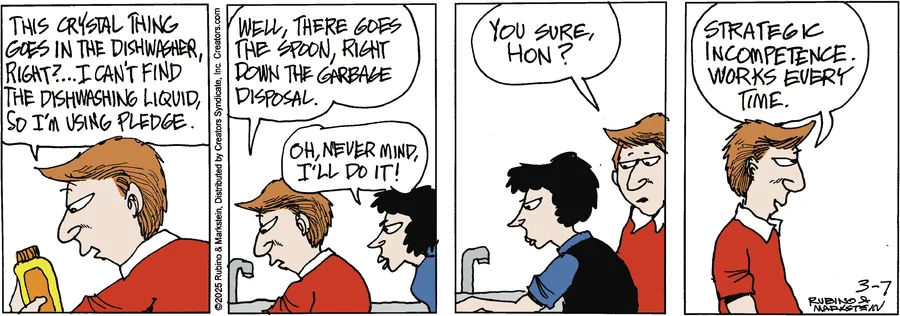 THIS CRYSTAL THING
GOES IN THE DISHWASHER,
RIGHT?...I CAN'T FIND
THE DISHWASHING LIQUID,
SO I'M USING PLEDGE.
©2025 Rubino & Markstein, Distributed by Creators Syndicate, Inc. Creators.com
WELL, THERE GOES
THE SPOON, RIGHT
DOWN THE GARBAGE
DISPOSAL.
OH, NEVER MIND,
I'LL DO IT!
YOU SURE,
HON?
STRATEGIC
INCOMPETENCE.
WORKS EVERY
TIME.
3-7
RUBINO &
MARKSTEIN